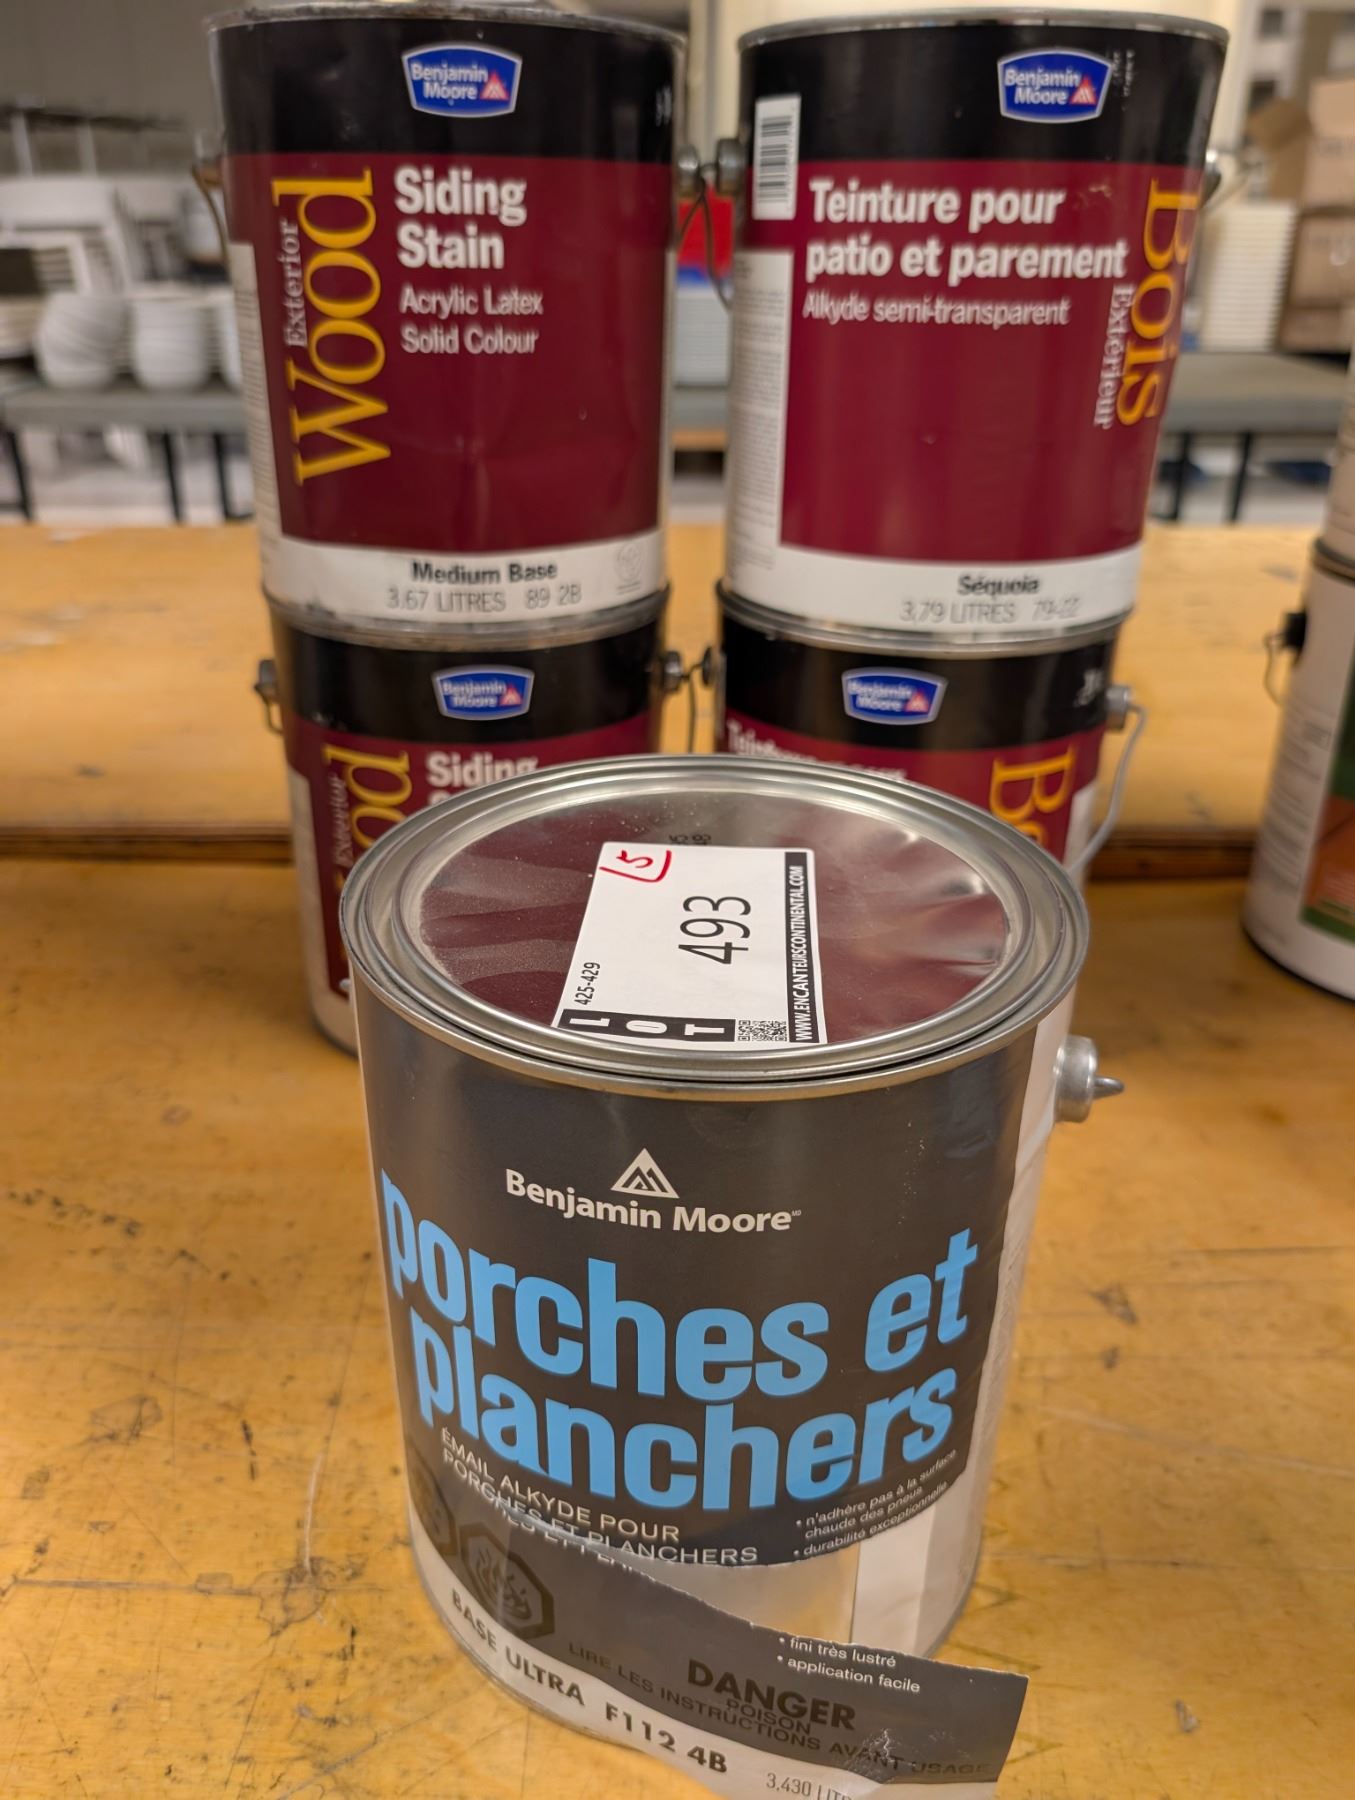 Benjamin
Moore
Exterior
Wood
Siding
Stain
Acrylic Latex
Solid Colour
Medium Base
3.67 LITRES 89 2B
Benjamin
Moore
Teinture pour
patio et parement
Alkyde semi-transparent
Bois
Extérieur
Séquoia
3,79 LITRES
Benjamin
Moore
Exterior
Wood
Siding
Benjamin
Moore
5
493
425-429
LOT
WWW.ENCANTEURSCONTINENTAL.COM
Benjamin Moore MD
porches et
planchers
ÉMAIL ALKYDE POUR
PORCHES ET PLANCHERS
• n'adhère pas à la surface
chaude des pneus
• durabilité exceptionnelle
• fini très lustré
• application facile
DANGER
POISON
LIRE LES INSTRUCTIONS AVANT USAGE
BASE ULTRA F112 4B
3,430